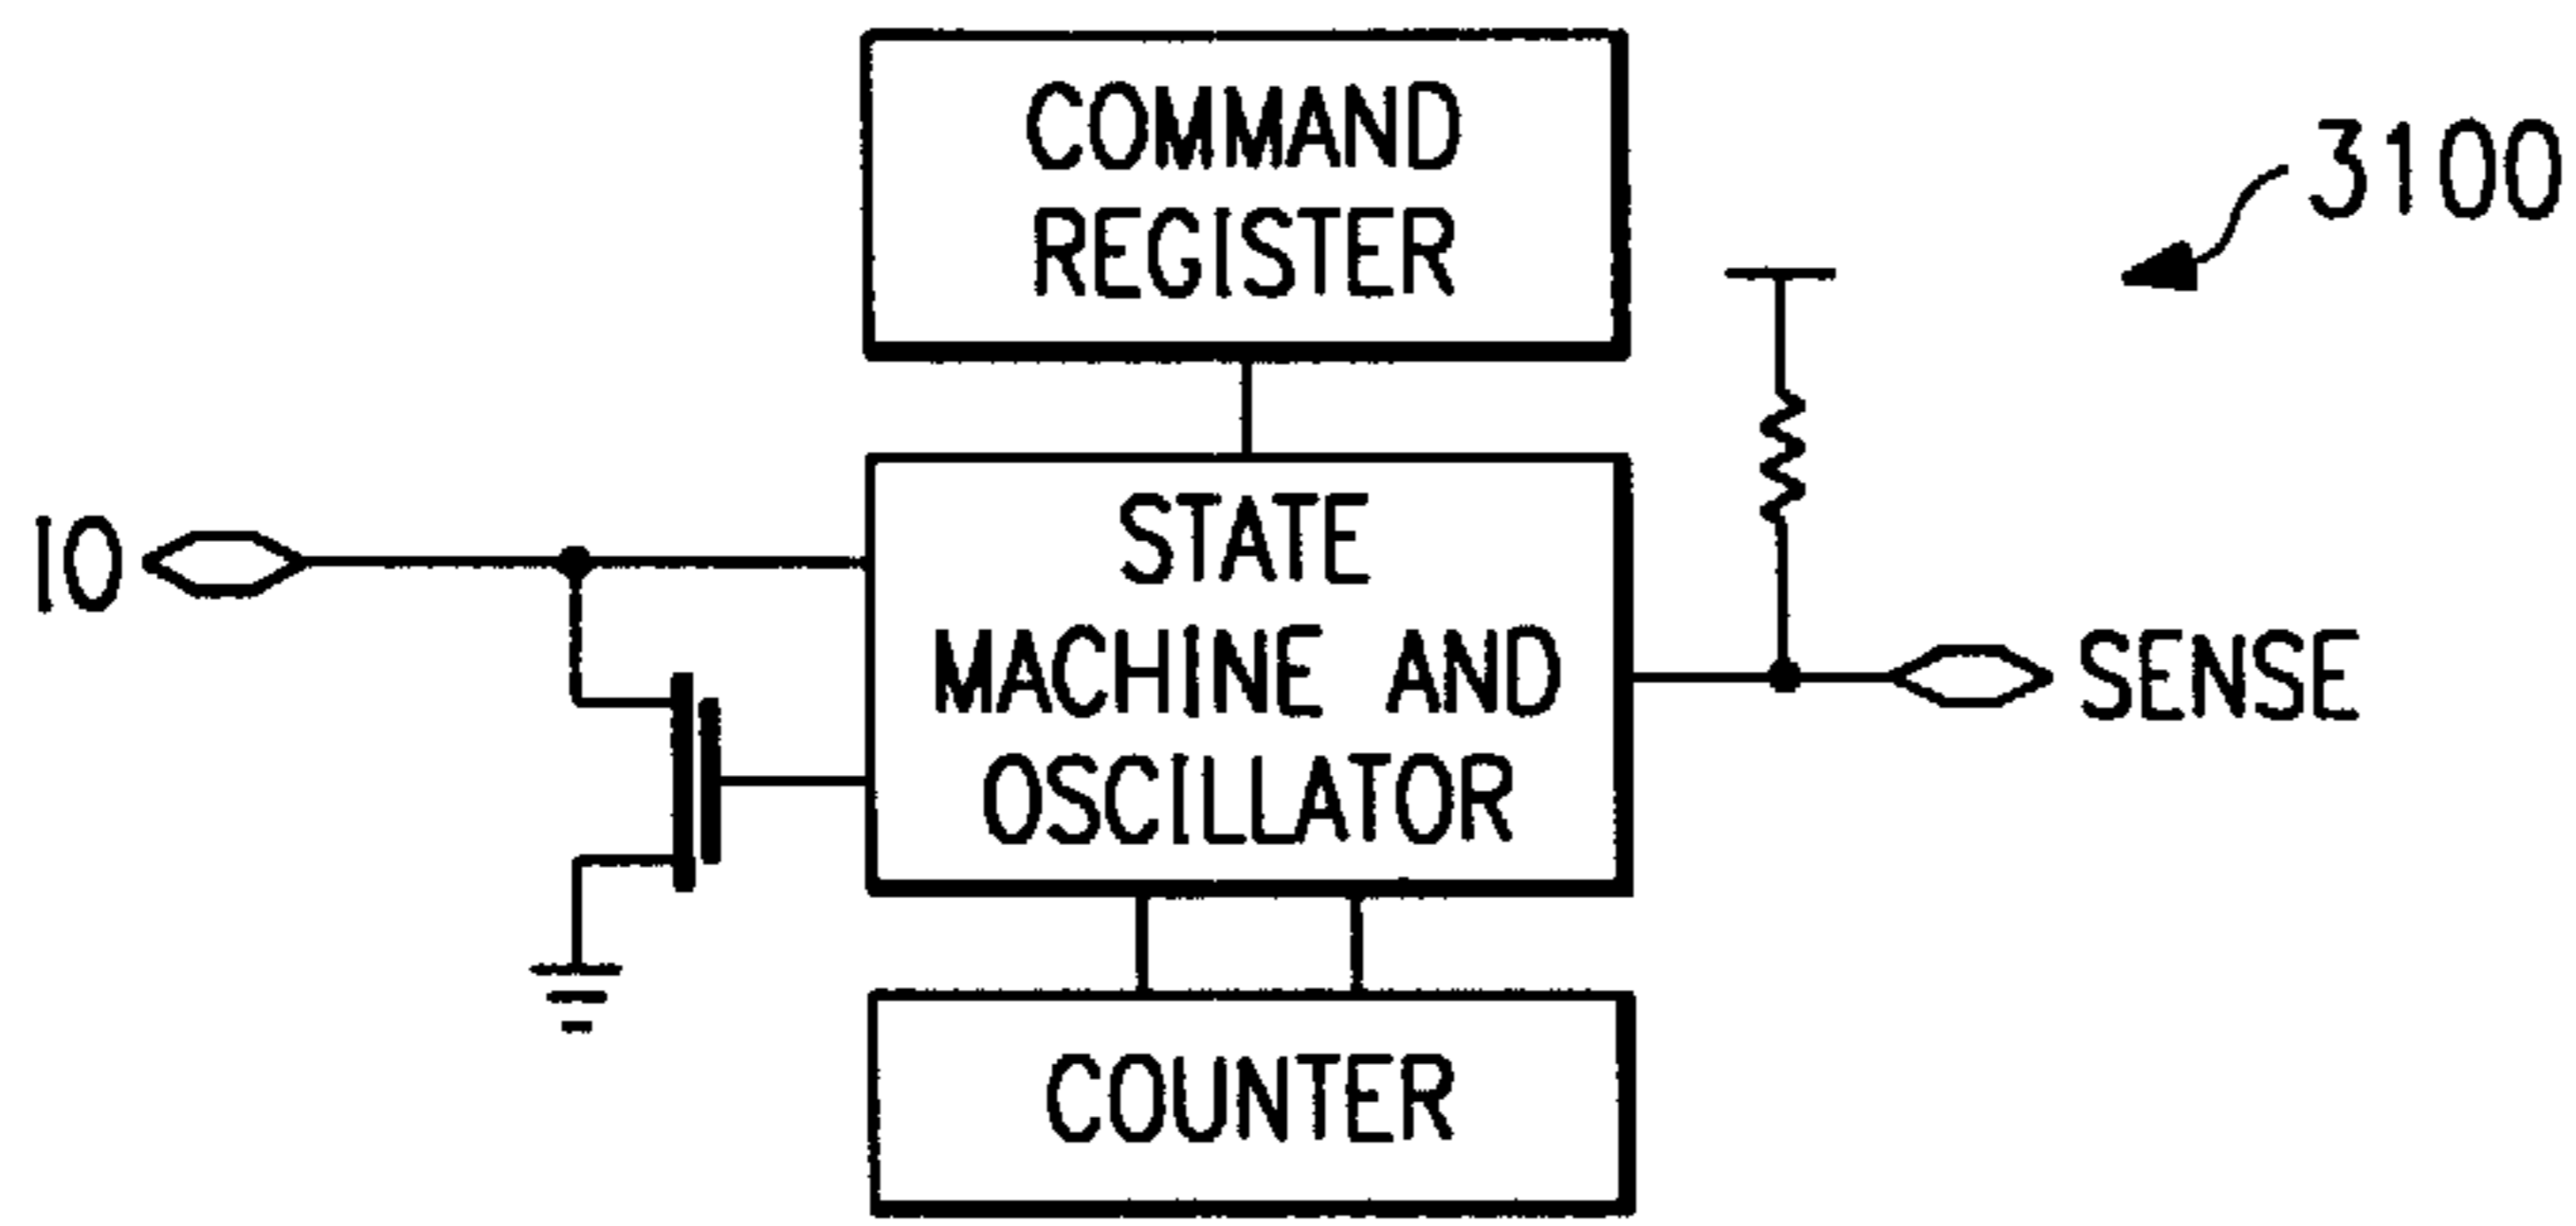 COMMAND
REGISTER
3100
IO
STATE
MACHINE AND
OSCILLATOR
SENSE
COUNTER